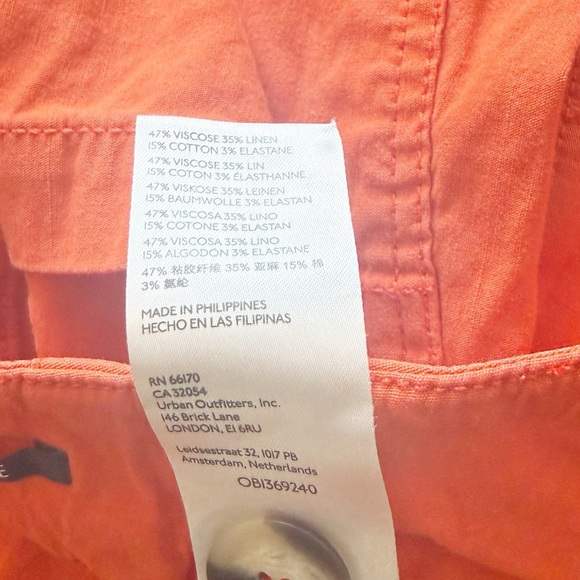 47% VISCOSE 35% LINEN
15% COTTON 3% ELASTANE
47% VISCOSE 35% LIN
15% COTON 3% ÉLASTHANNE
47% VISKOSE 35% LEINEN
15% BAUMWOLLE 3% ELASTAN
47% VISCOSA 35% LINO
15% COTONE 3% ELASTAN
47% VISCOSA 35% LINO
15% ALGODON 3% ELASTANE
47% 粘胶纤维 35% 亚麻 15% 棉
3% 氨纶
MADE IN PHILIPPINES
HECHO EN LAS FILIPINAS
RN 66170
CA 32054
Urban Outfitters, Inc.
146 Brick Lane
LONDON, E1 6RU
Leidsestraat 32, 1017 PB
Amsterdam, Netherlands
OB1369240